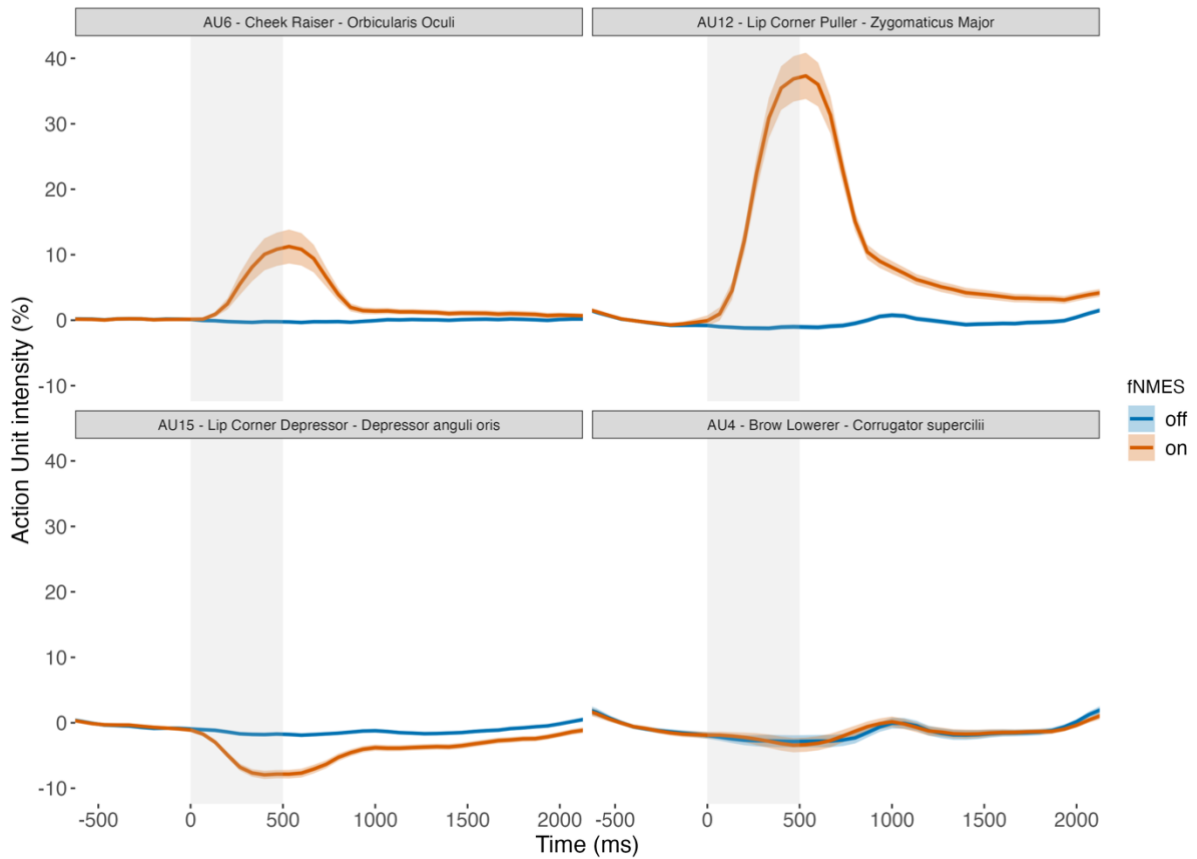 AU6 - Cheek Raiser - Orbicularis Oculi
AU12 - Lip Corner Puller - Zygomaticus Major
40
30
20
10
0
-10
AU15 - Lip Corner Depressor - Depressor anguli oris
AU4 - Brow Lowerer - Corrugator supercilii
40
30
20
10
0
-10
-500 0 500 1000 1500 2000
-500 0 500 1000 1500 2000
Time (ms)
Action Unit intensity (%)
fNMES
off
on